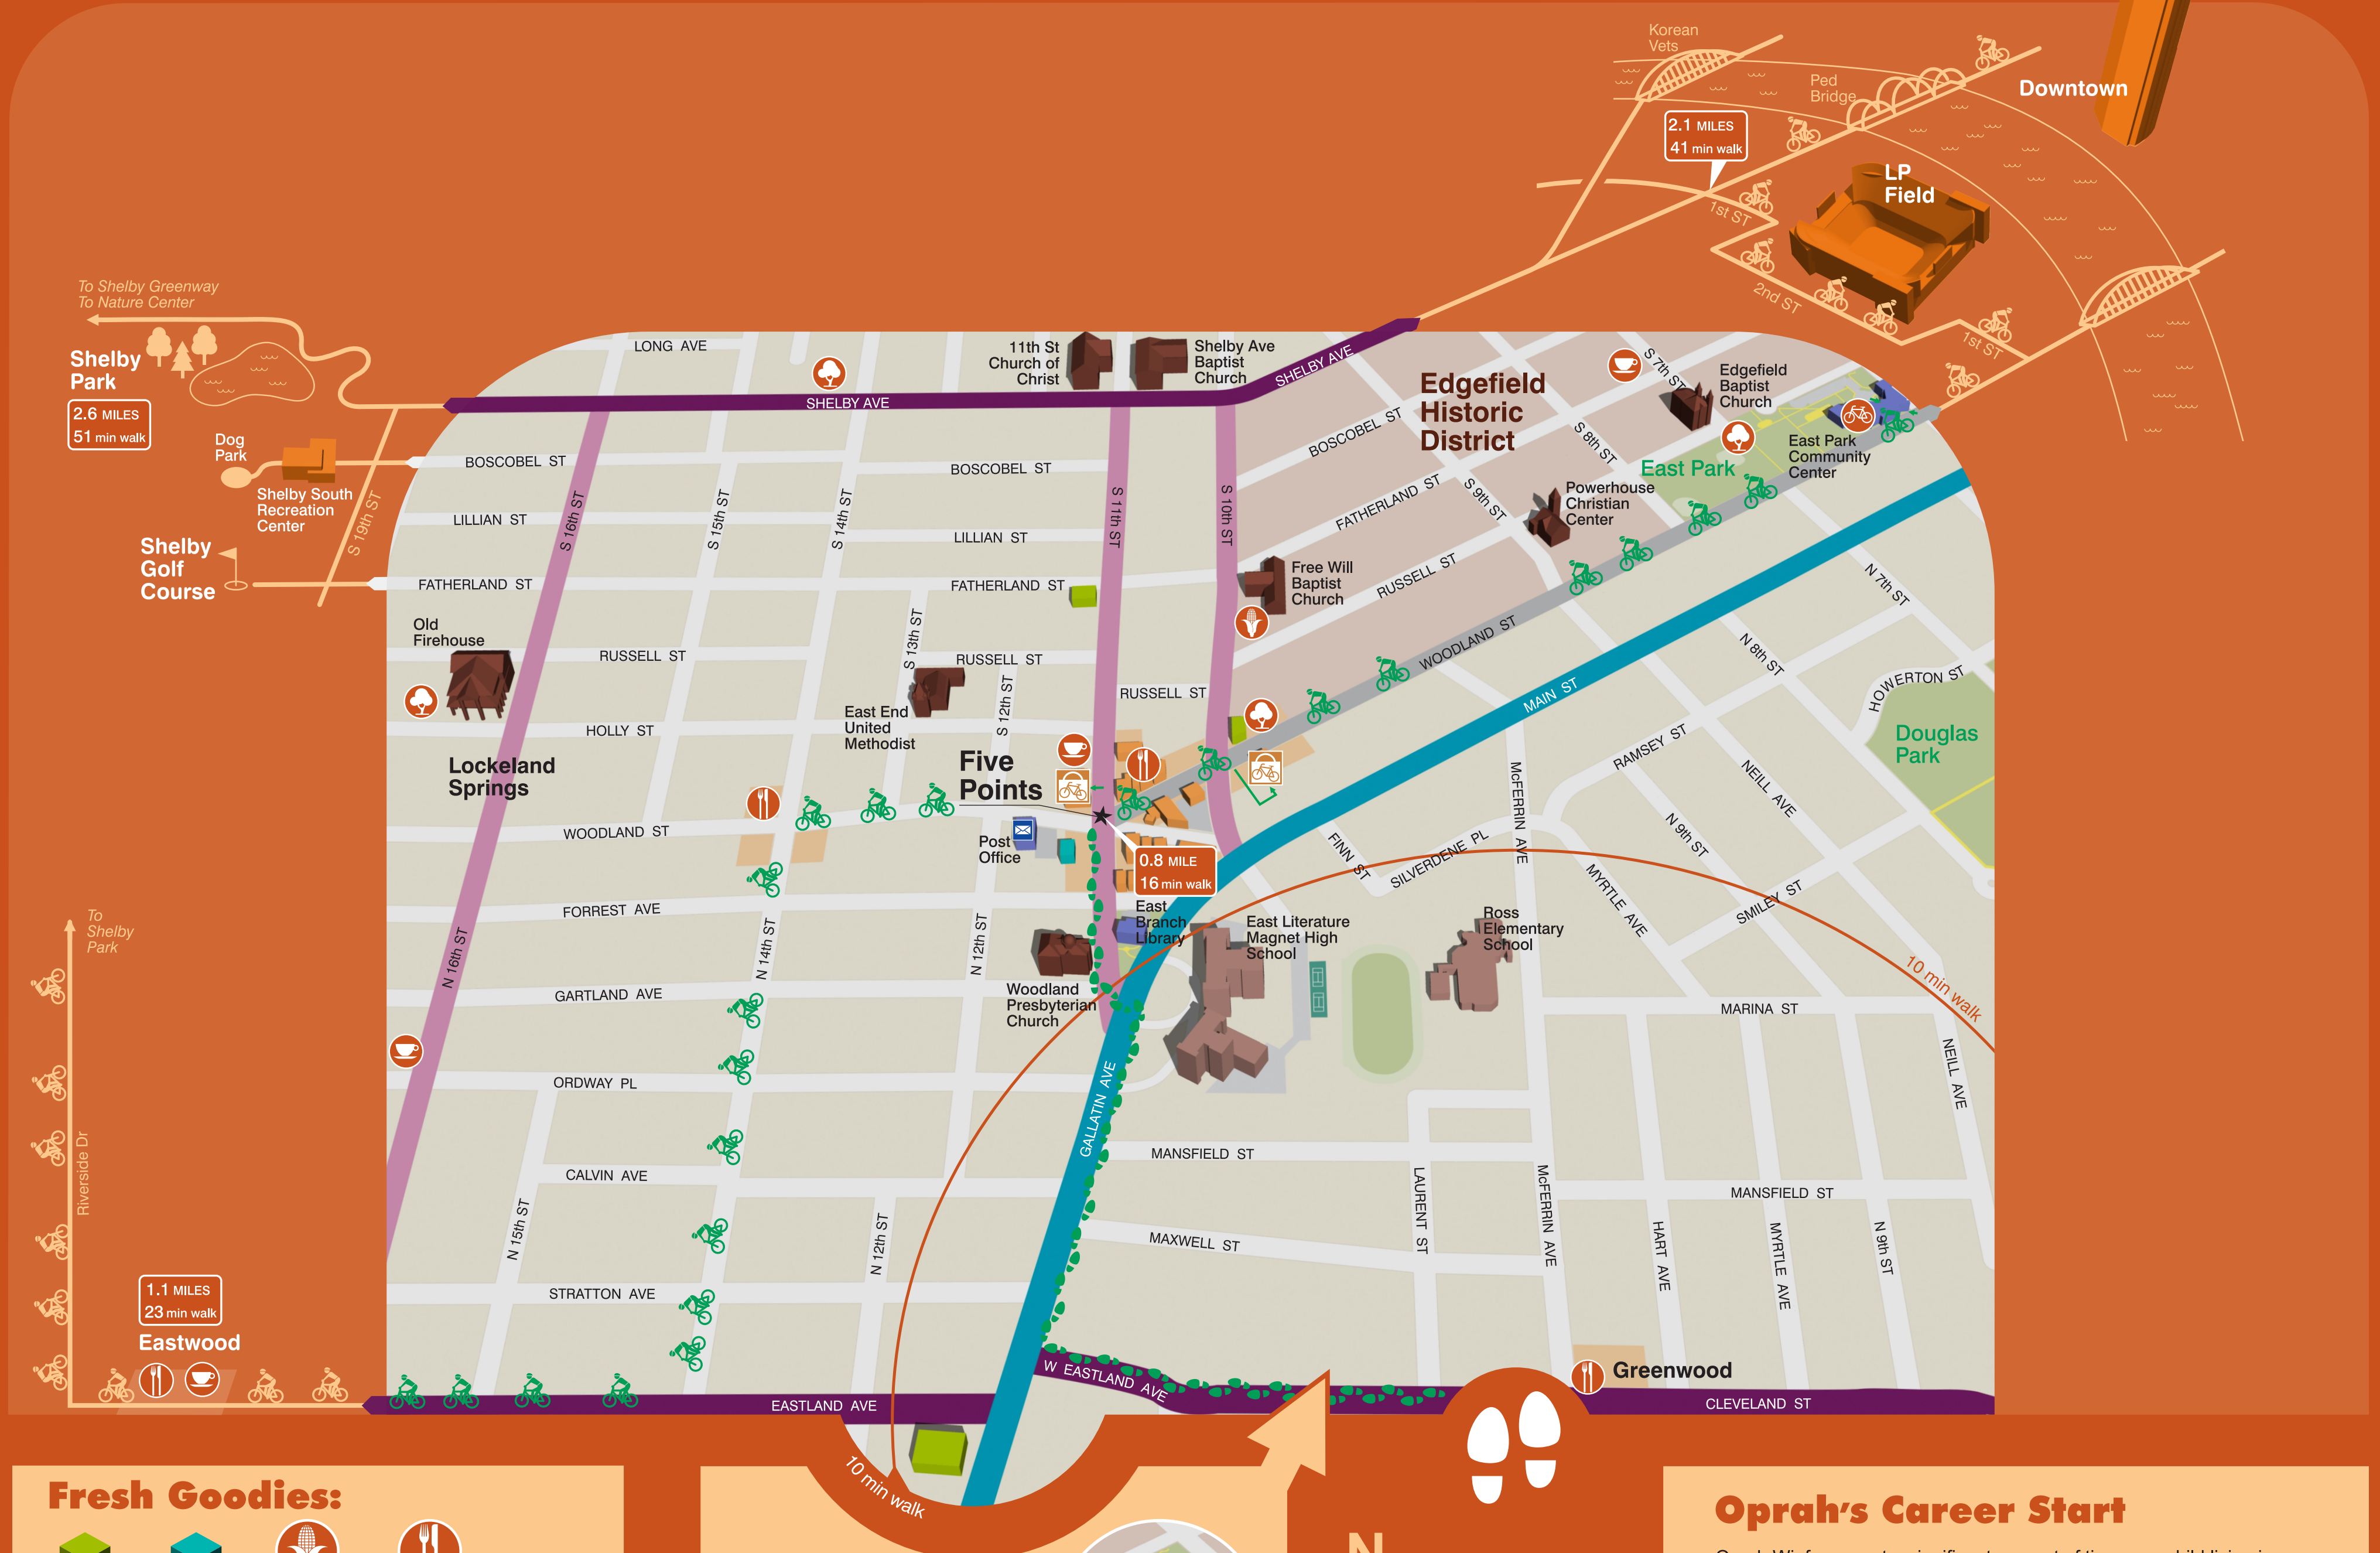 Korean
Vets
Ped
Bridge
Downtown
2.1 MILES
41 min walk
LP
Field
1st ST
2nd ST
1st ST
To Shelby Greenway
To Nature Center
Shelby
Park
2.6 MILES
51 min walk
Dog
Park
Shelby South
Recreation
Center
S 19th ST
Shelby
Golf
Course
LONG AVE
11th St
Church of
Christ
Shelby Ave
Baptist
Church
SHELBY AVE
SHELBY AVE
Edgefield
Historic
District
S 7th ST
Edgefield
Baptist
Church
East Park
Community
Center
East Park
BOSCOBEL ST
BOSCOBEL ST
BOSCOBEL ST
S 8th ST
S 9th ST
S 16th ST
S 15th ST
S 14th ST
S 11th ST
S 10th ST
LILLIAN ST
LILLIAN ST
FATHERLAND ST
Powerhouse
Christian
Center
FATHERLAND ST
FATHERLAND ST
Free Will
Baptist
Church
RUSSELL ST
WOODLAND ST
MAIN ST
N 7th ST
N 8th ST
HOWERTON ST
Douglas
Park
Old
Firehouse
RUSSELL ST
S 13th ST
RUSSELL ST
S 12th ST
RUSSELL ST
East End
United
Methodist
HOLLY ST
Lockeland
Springs
Five
Points
WOODLAND ST
Post
Office
0.8 MILE
16 min walk
McFERRIN AVE
RAMSEY ST
NEILL AVE
N 9th ST
FINN ST
SILVERDENE PL
MYRTLE AVE
SMILEY ST
FORREST AVE
East
Branch
Library
East Literature
Magnet High
School
Ross
Elementary
School
To
Shelby
Park
N 16th ST
N 14th ST
N 12th ST
GARTLAND AVE
Woodland
Presbyterian
Church
10 min walk
MARINA ST
NEILL AVE
ORDWAY PL
GALLATIN AVE
MANSFIELD ST
MANSFIELD ST
LAURENT ST
McFERRIN AVE
HART AVE
MYRTLE AVE
N 9th ST
CALVIN AVE
Riverside Dr
N 15th ST
N 12th ST
MAXWELL ST
STRATTON AVE
1.1 MILES
23 min walk
Eastwood
W EASTLAND AVE
Greenwood
EASTLAND AVE
CLEVELAND ST
10 min walk
Fresh Goodies:
N
Oprah's Career Start